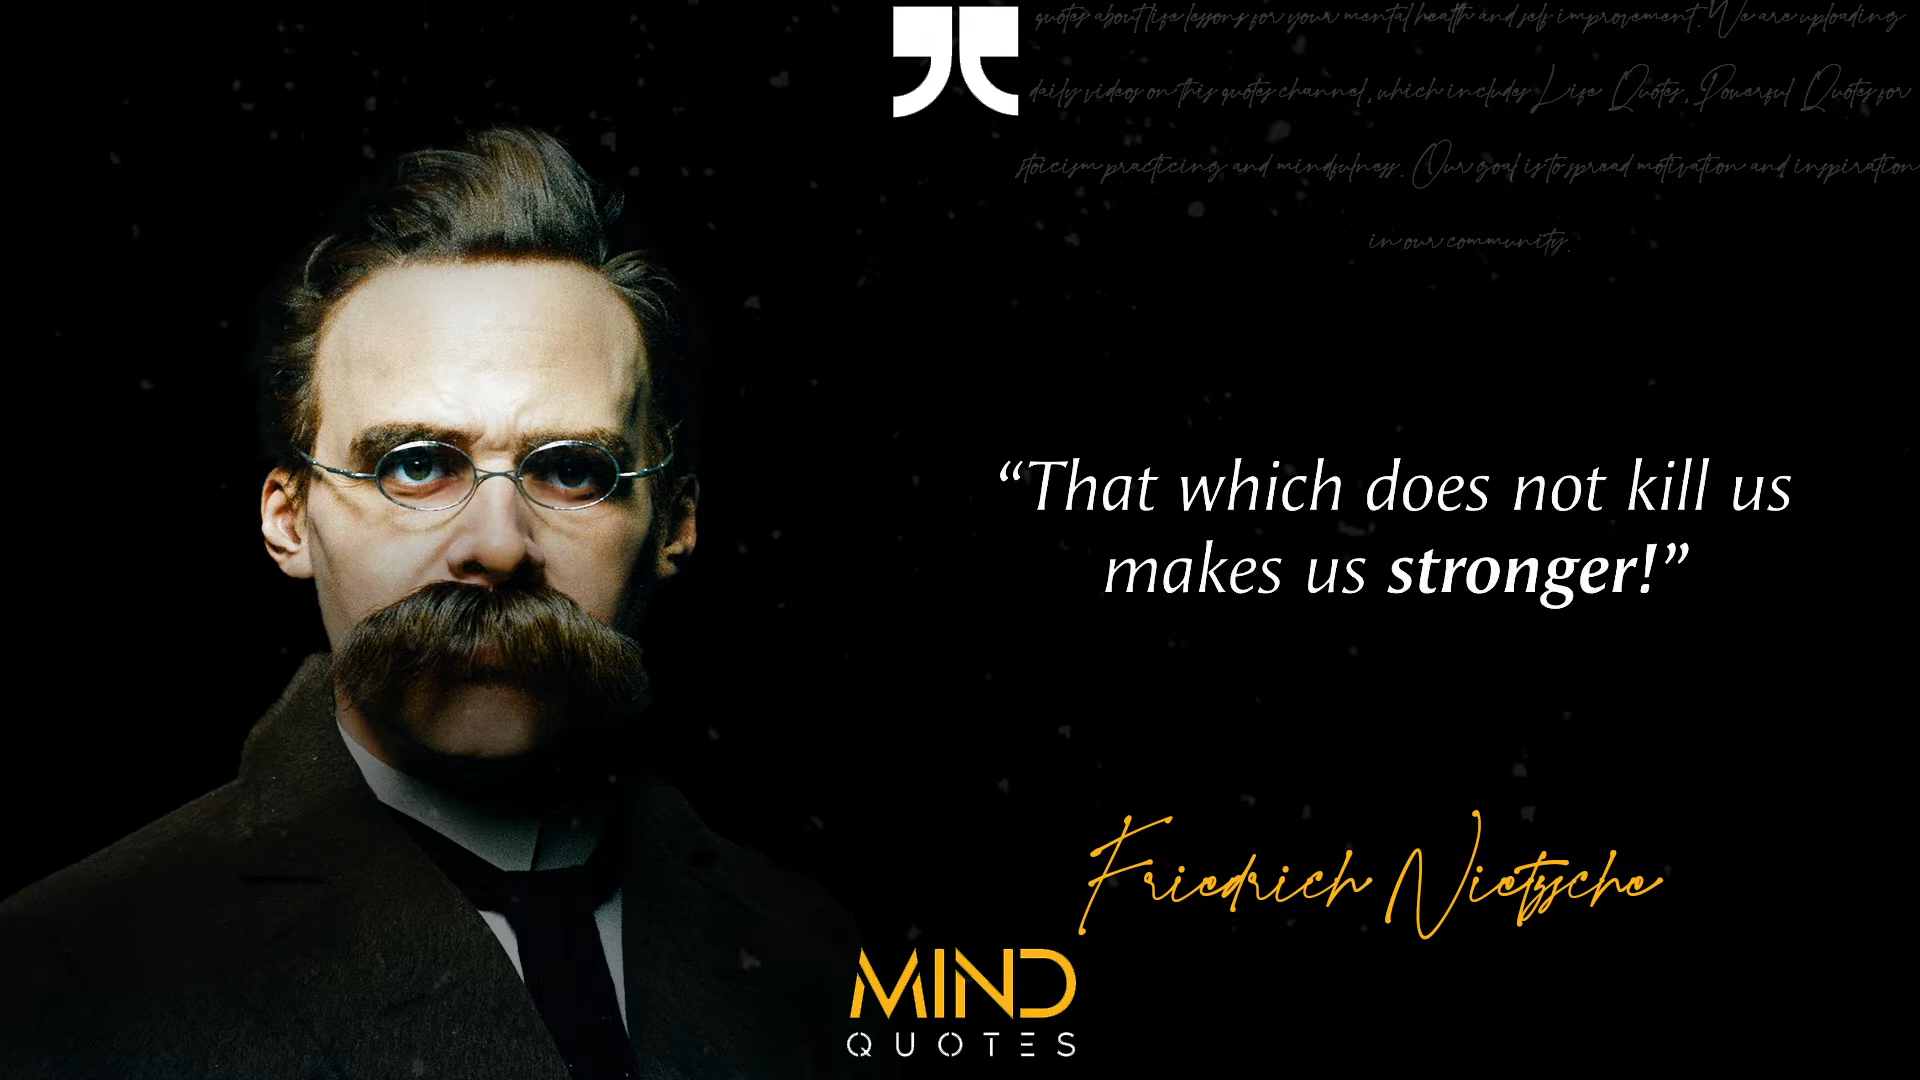 quotes about life lessons for your mental health and self improvement. We are uploading
daily videos on this quotes channel, which includes Life Quotes, Powerful Quotes for
stoicism practicing and mindfulness. Our goal is to spread motivation and inspiration
in our community.
“That which does not kill us
makes us stronger!”
Friedrich Nietzsche
MIND
QUOTES